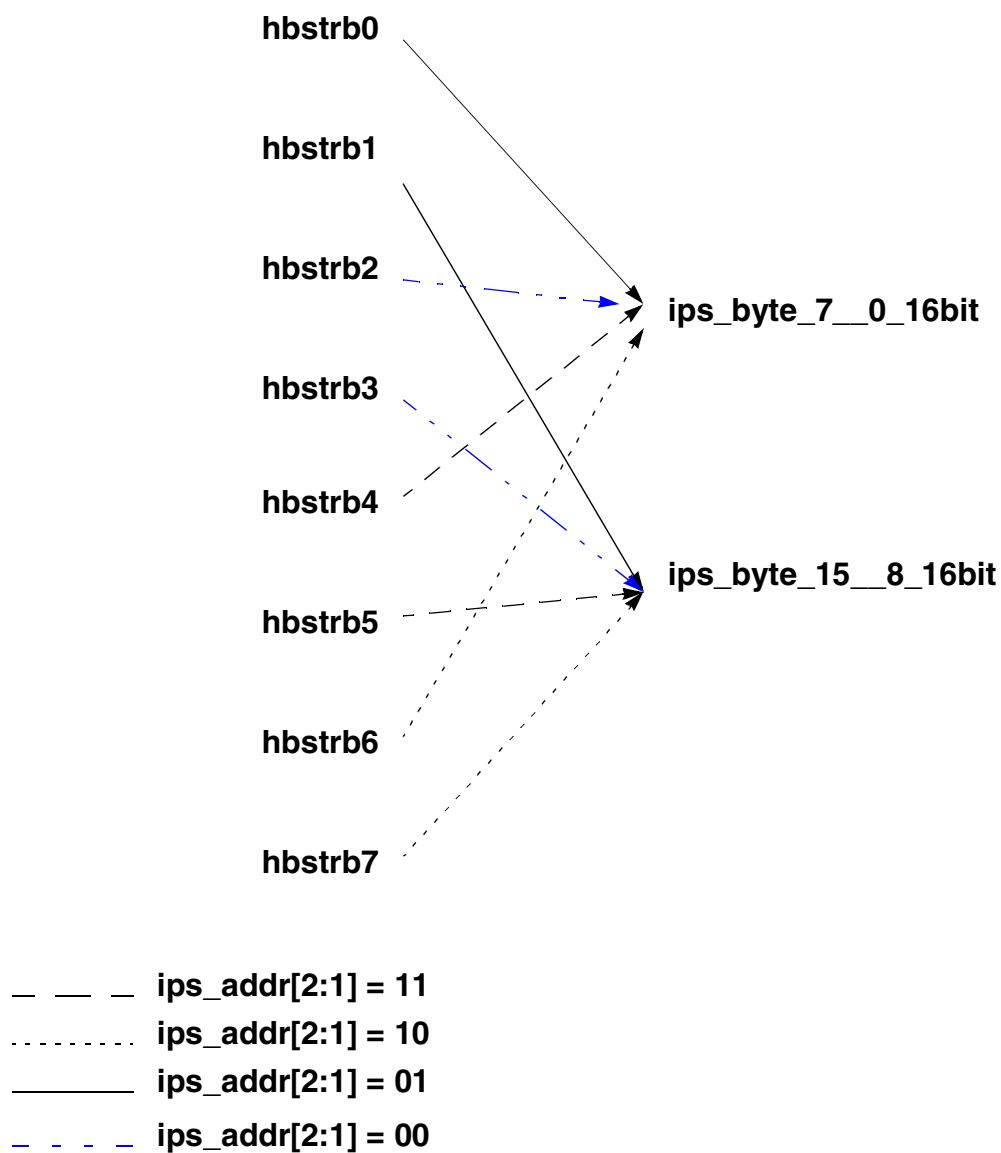 hbstrb0
hbstrb1
hbstrb2
ips_byte_7__0_16bit
hbstrb3
hbstrb4
ips_byte_15__8_16bit
hbstrb5
hbstrb6
hbstrb7
ips_addr[2:1] = 11
ips_addr[2:1] = 10
ips_addr[2:1] = 01
ips_addr[2:1] = 00